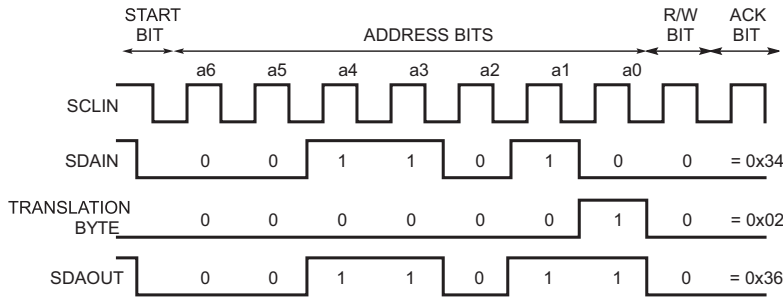 START BIT
ADDRESS BITS
R/W BIT
ACK BIT
a6 a5 a4 a3 a2 a1 a0
SCLIN
SDAIN 0 0 1 1 0 1 0 0 = 0x34
TRANSLATION BYTE 0 0 0 0 0 0 1 0 = 0x02
SDAOUT 0 0 1 1 0 1 1 0 = 0x36